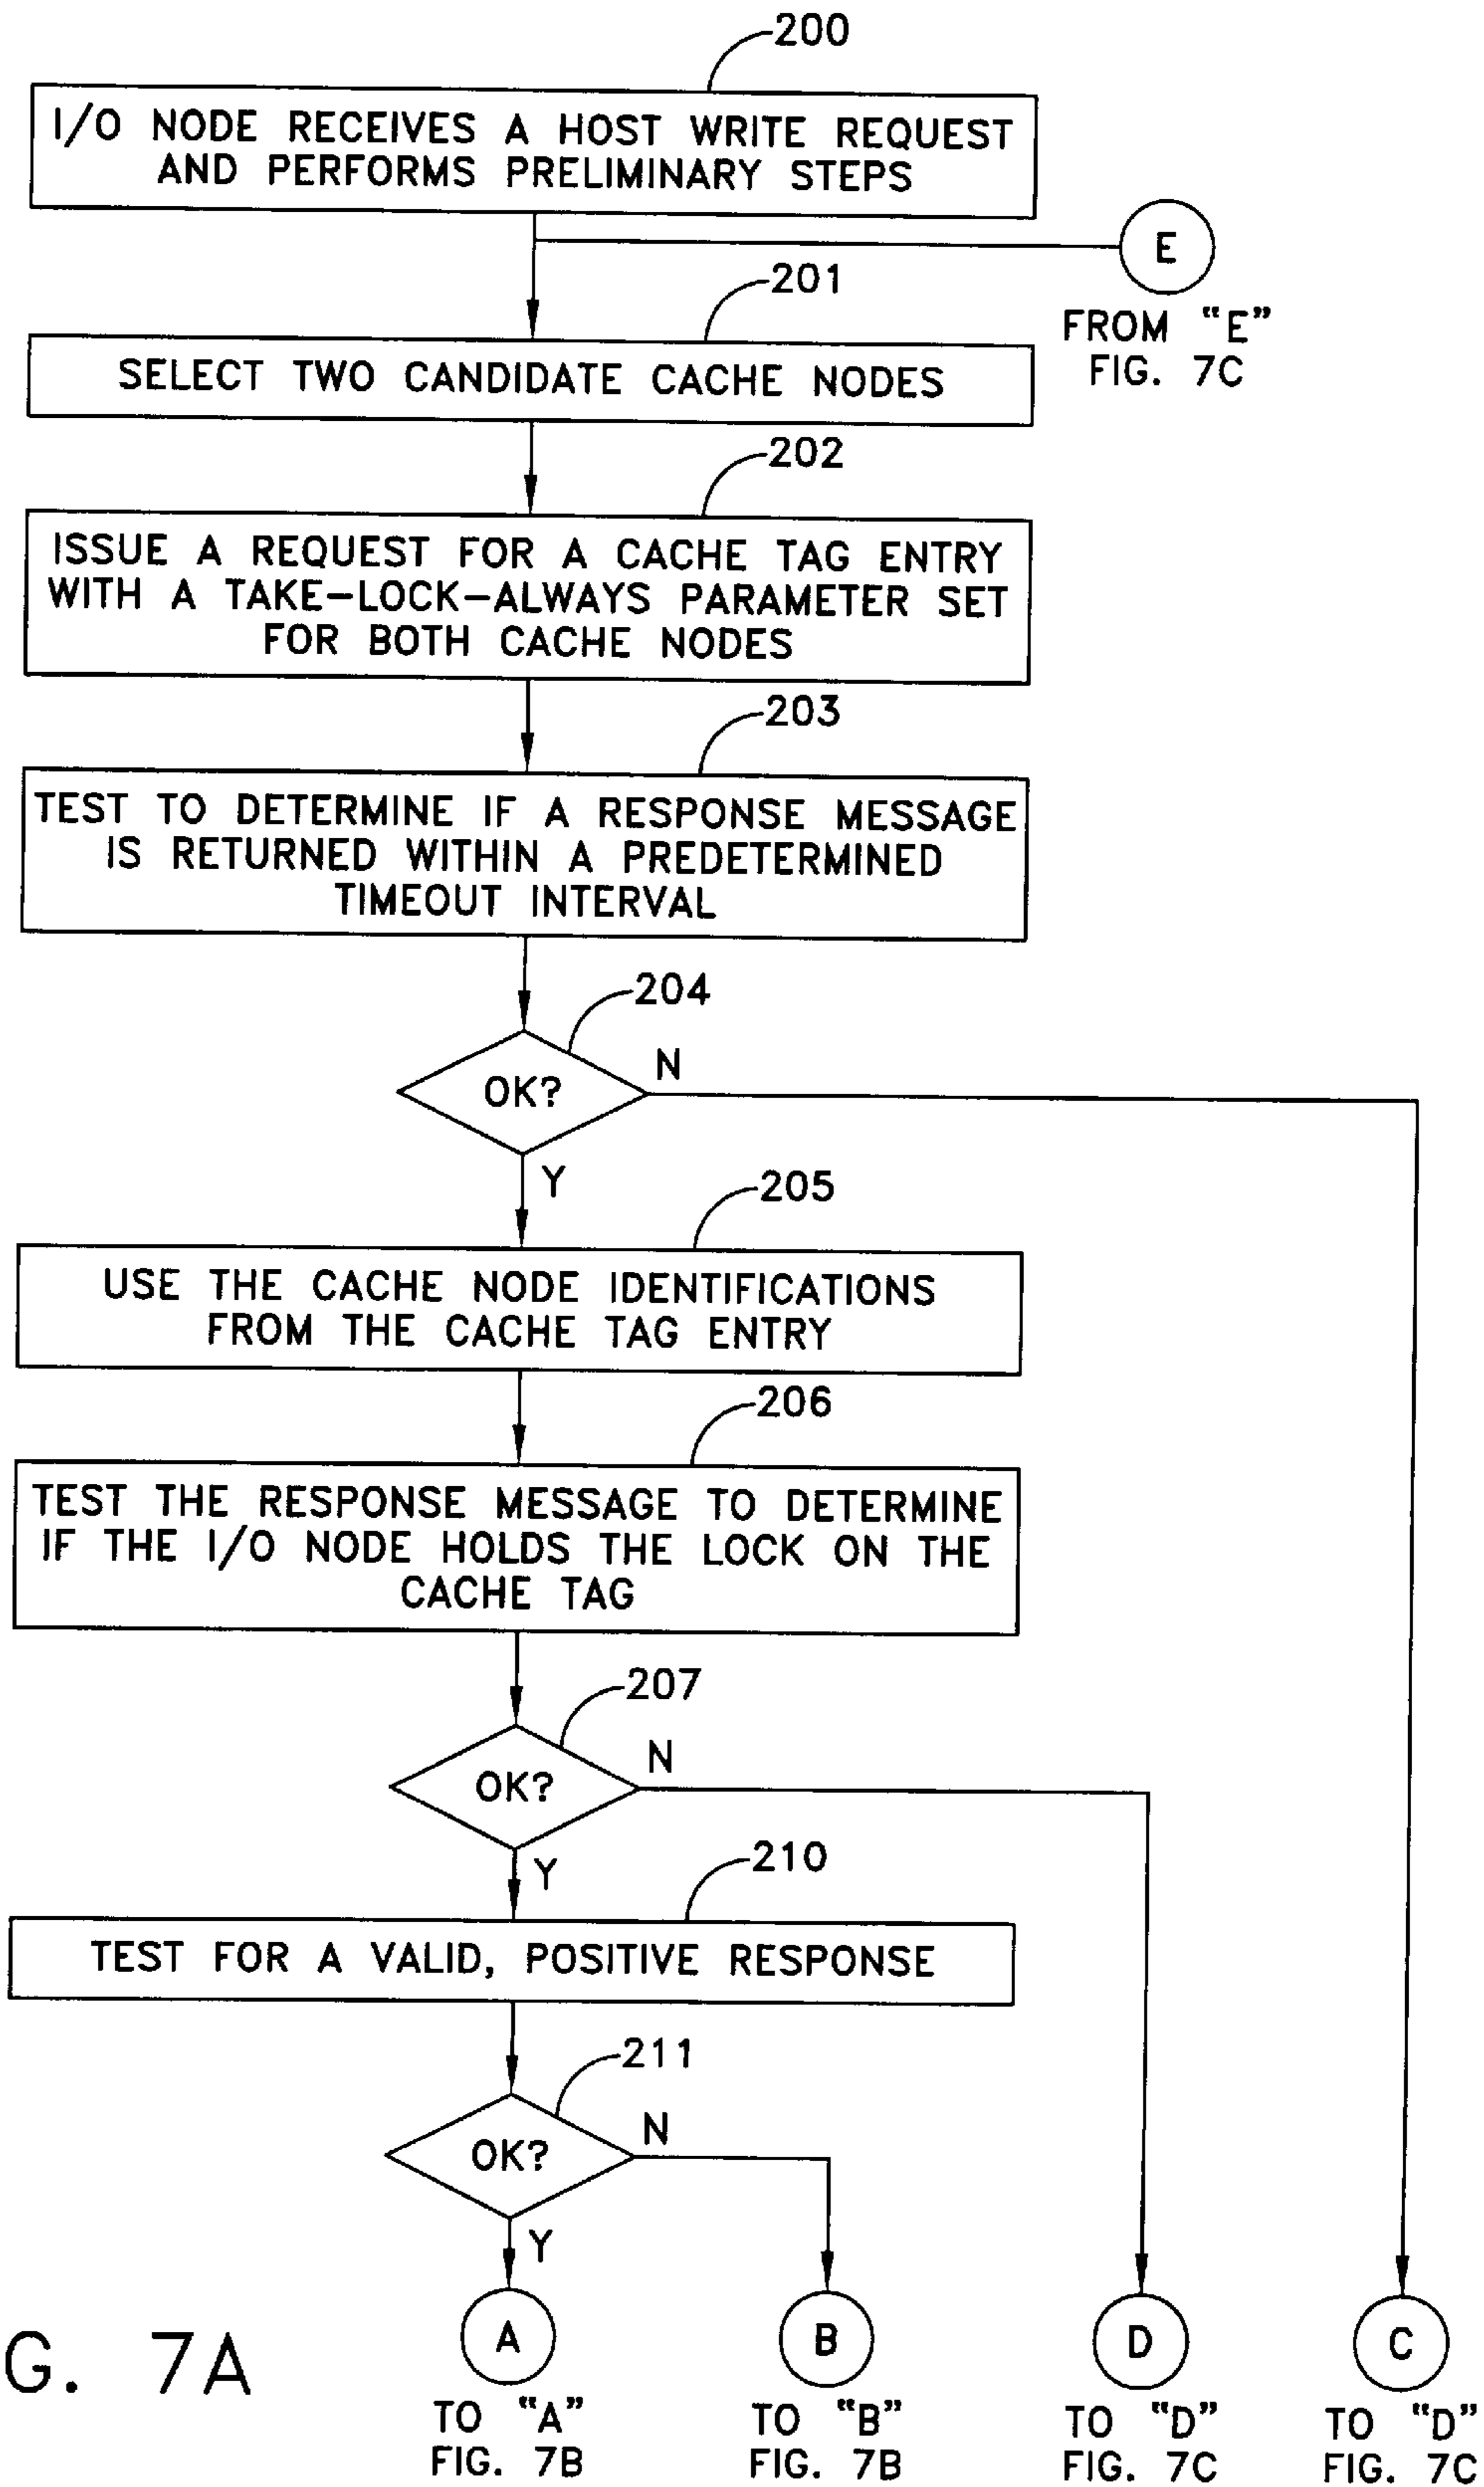 200
I/O NODE RECEIVES A HOST WRITE REQUEST
AND PERFORMS PRELIMINARY STEPS
E
FROM "E"
FIG. 7C
201
SELECT TWO CANDIDATE CACHE NODES
202
ISSUE A REQUEST FOR A CACHE TAG ENTRY
WITH A TAKE-LOCK-ALWAYS PARAMETER SET
FOR BOTH CACHE NODES
203
TEST TO DETERMINE IF A RESPONSE MESSAGE
IS RETURNED WITHIN A PREDETERMINED
TIMEOUT INTERVAL
204
OK?
N
Y
205
USE THE CACHE NODE IDENTIFICATIONS
FROM THE CACHE TAG ENTRY
206
TEST THE RESPONSE MESSAGE TO DETERMINE
IF THE I/O NODE HOLDS THE LOCK ON THE
CACHE TAG
207
OK?
N
Y
210
TEST FOR A VALID, POSITIVE RESPONSE
211
OK?
N
Y
A
TO "A"
FIG. 7B
B
TO "B"
FIG. 7B
D
TO "D"
FIG. 7C
C
TO "D"
FIG. 7C
G. 7A